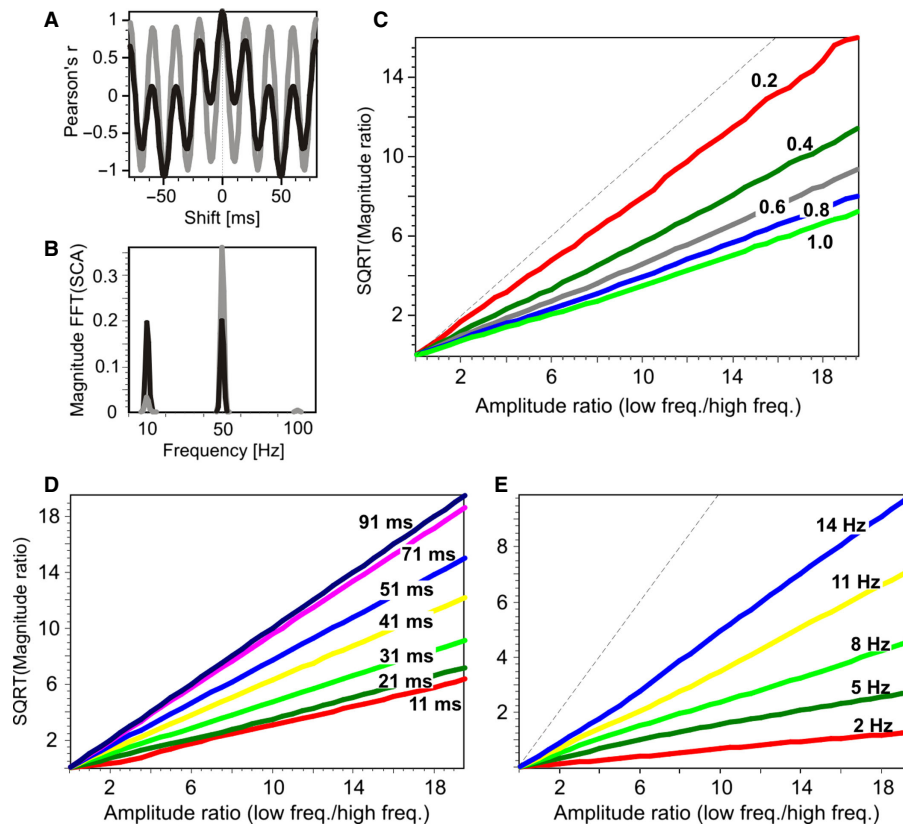 A
Pearson's r
1
0.5
0
−0.5
−1
−50
0
50
Shift [ms]
B
Magnitude FFT(SCA)
0.3
0.2
0.1
0
10
50
100
Frequency [Hz]
C
SQRT(Magnitude ratio)
14
10
6
2
0.2
0.4
0.6
0.8
1.0
2
6
10
14
18
Amplitude ratio (low freq./high freq.)
D
SQRT(Magnitude ratio)
18
14
10
6
2
91 ms
71 ms
51 ms
41 ms
31 ms
21 ms
11 ms
2
6
10
14
18
Amplitude ratio (low freq./high freq.)
E
8
6
4
2
0
14 Hz
11 Hz
8 Hz
5 Hz
2 Hz
2
6
10
14
18
Amplitude ratio (low freq./high freq.)